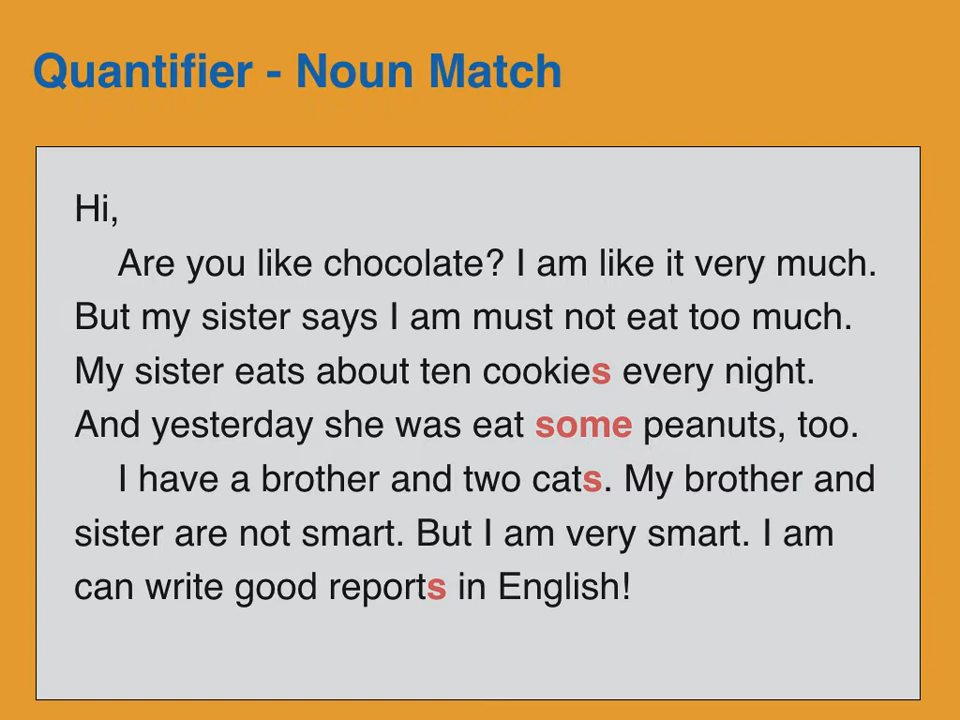 Quantifier - Noun Match
Hi,
Are you like chocolate? I am like it very much.
But my sister says I am must not eat too much.
My sister eats about ten cookies every night.
And yesterday she was eat some peanuts, too.
I have a brother and two cats. My brother and
sister are not smart. But I am very smart. I am
can write good reports in English!